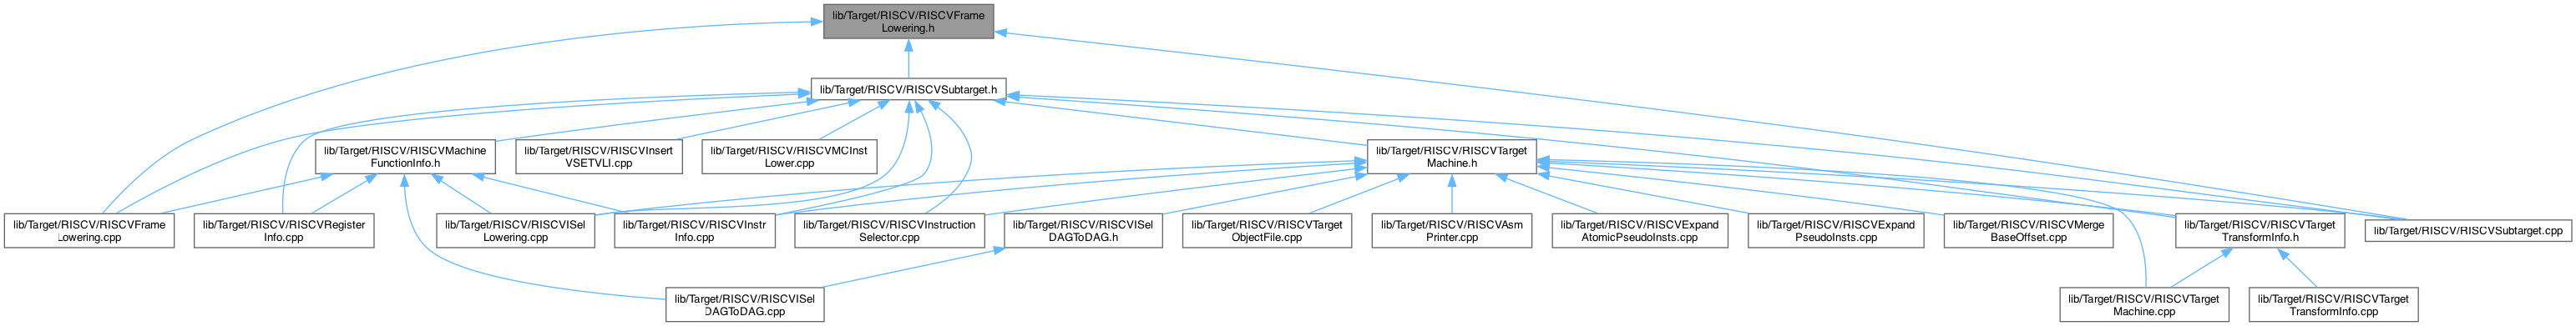 lib/Target/RISCV/RISCVFrame
Lowering.h
lib/Target/RISCV/RISCVSubtarget.h
lib/Target/RISCV/RISCVMachine
FunctionInfo.h
lib/Target/RISCV/RISCVInsert
VSETVLI.cpp
lib/Target/RISCV/RISCVMCInst
Lower.cpp
lib/Target/RISCV/RISCVTarget
Machine.h
lib/Target/RISCV/RISCVFrame
Lowering.cpp
lib/Target/RISCV/RISCVRegister
Info.cpp
lib/Target/RISCV/RISCVISel
Lowering.cpp
lib/Target/RISCV/RISCVInstr
Info.cpp
lib/Target/RISCV/RISCVInstruction
Selector.cpp
lib/Target/RISCV/RISCVISel
DAGToDAG.h
lib/Target/RISCV/RISCVTarget
ObjectFile.cpp
lib/Target/RISCV/RISCVAsm
Printer.cpp
lib/Target/RISCV/RISCVExpand
AtomicPseudoInsts.cpp
lib/Target/RISCV/RISCVExpand
PseudoInsts.cpp
lib/Target/RISCV/RISCVMerge
BaseOffset.cpp
lib/Target/RISCV/RISCVTarget
TransformInfo.h
lib/Target/RISCV/RISCVSubtarget.cpp
lib/Target/RISCV/RISCVISel
DAGToDAG.cpp
lib/Target/RISCV/RISCVTarget
Machine.cpp
lib/Target/RISCV/RISCVTarget
TransformInfo.cpp